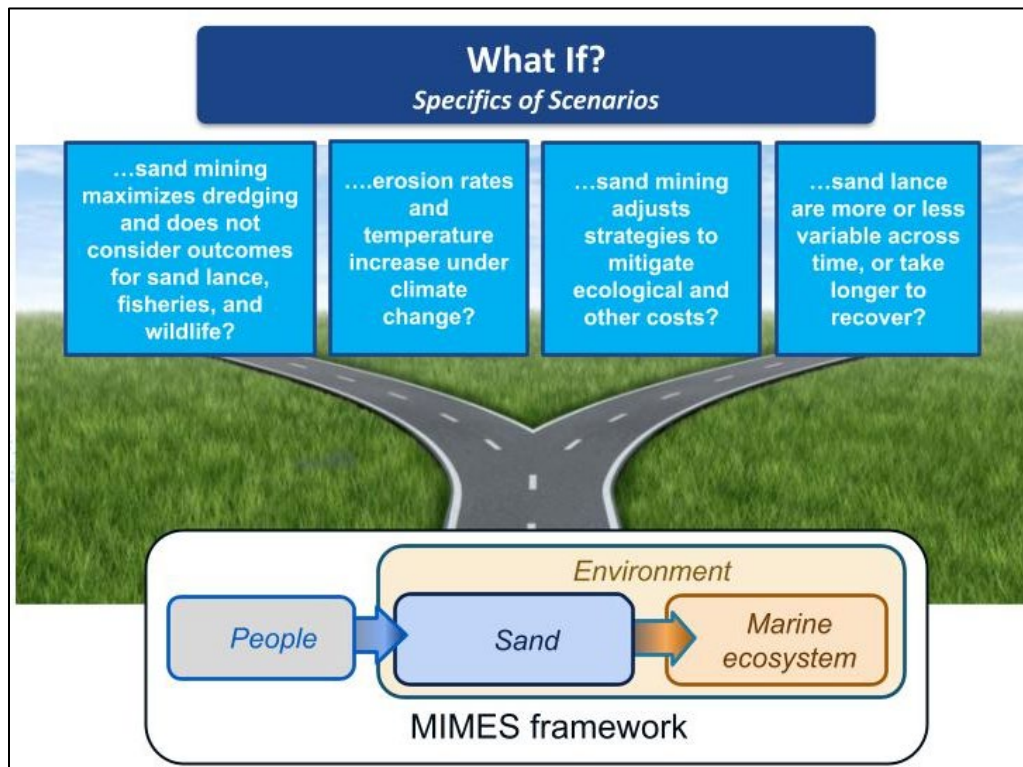 What If?
Specifics of Scenarios
...sand mining
maximizes dredging
and does not
consider outcomes
for sand lance,
fisheries, and
wildlife?
....erosion rates
and
temperature
increase under
climate
change?
...sand mining
adjusts
strategies to
mitigate
ecological and
other costs?
...sand lance
are more or less
variable across
time, or take
longer to
recover?
Environment
People
Sand
Marine
ecosystem
MIMES framework